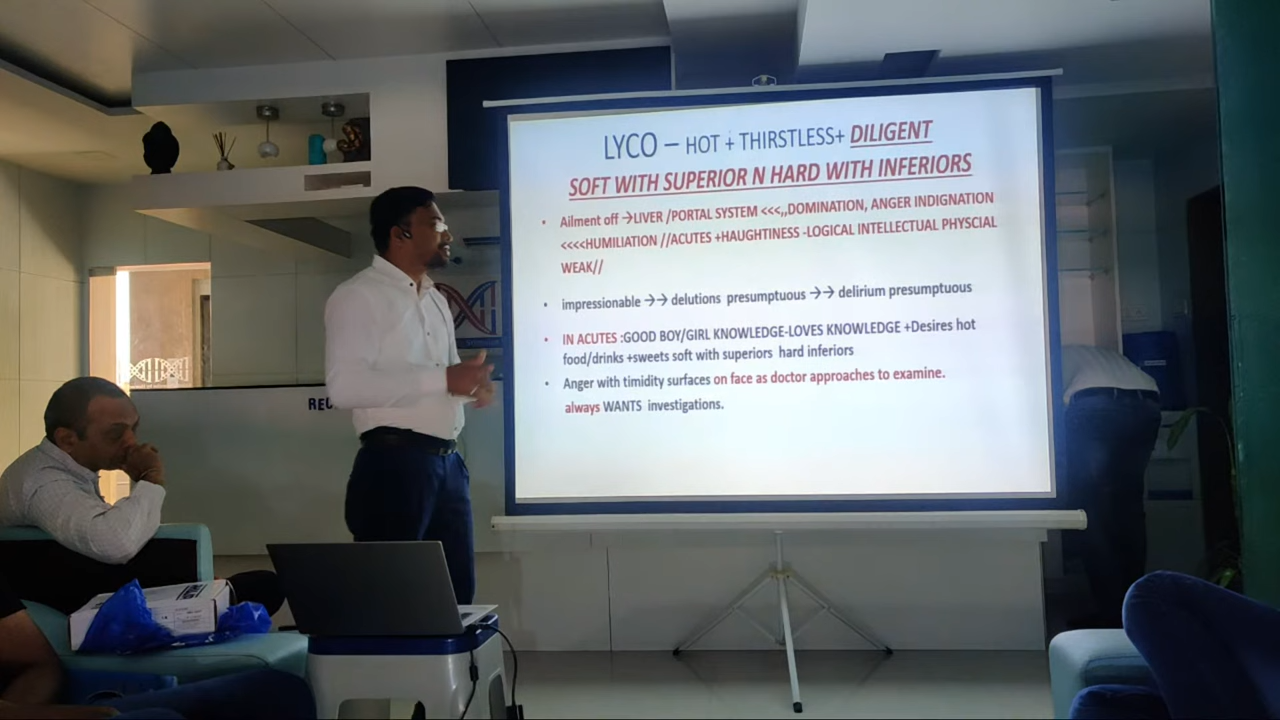 LYCO – HOT + THIRSTLESS+ DILIGENT
SOFT WITH SUPERIOR N HARD WITH INFERIORS
• Ailment off →LIVER /PORTAL SYSTEM <<<,,DOMINATION, ANGER INDIGNATION
<<<<HUMILIATION //ACUTES +HAUGHTINESS -LOGICAL INTELLECTUAL PHYSCIAL
WEAK//
• impressionable →→ delutions presumptuous →→ delirium presumptuous
• IN ACUTES :GOOD BOY/GIRL KNOWLEDGE-LOVES KNOWLEDGE +Desires hot
food/drinks +sweets soft with superiors hard inferiors
• Anger with timidity surfaces on face as doctor approaches to examine.
always WANTS investigations.